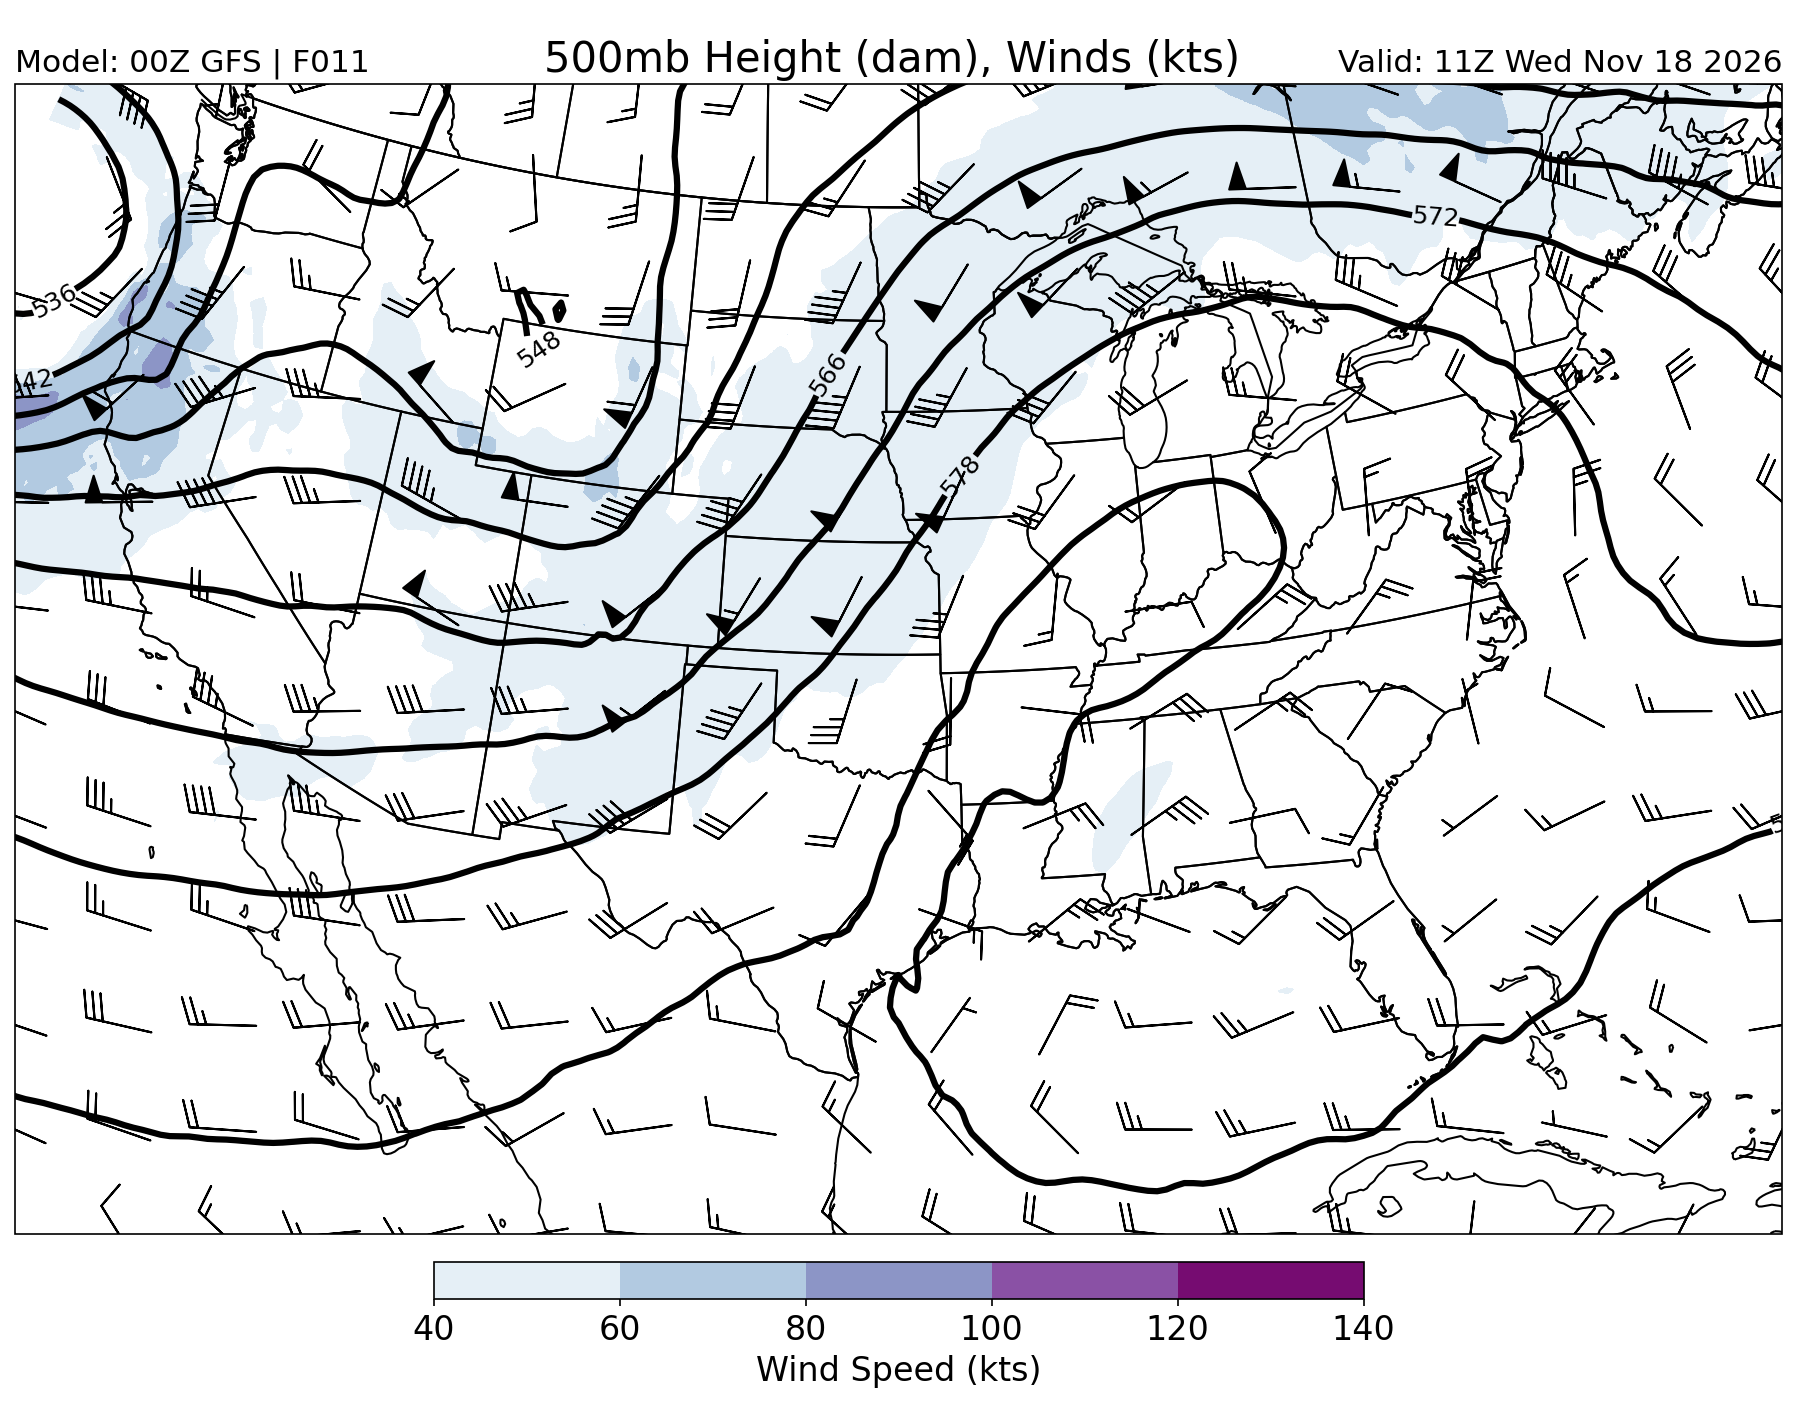 Model: 00Z GFS | F011
500mb Height (dam), Winds (kts)
Valid: 11Z Wed Nov 18 2026
572
536
548
566
578
40 60 80 100 120 140
Wind Speed (kts)